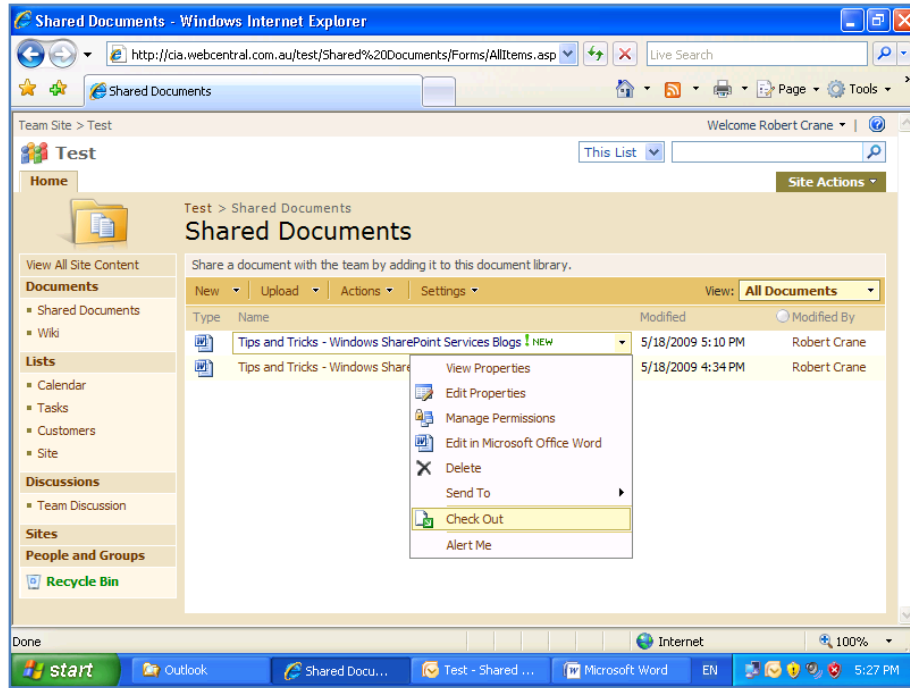 Shared Documents - Windows Internet Explorer
http://cia.webcentral.com.au/test/Shared%20Documents/Forms/AllItems.asp
Live Search
Shared Documents
Page
Tools
Team Site > Test
Welcome Robert Crane
Test
This List
Home
Site Actions
Test > Shared Documents
Shared Documents
View All Site Content
Share a document with the team by adding it to this document library.
Documents
New
Upload
Actions
Settings
View: All Documents
Shared Documents
Type
Name
Modified
Modified By
Wiki
Tips and Tricks - Windows SharePoint Services Blogs ! NEW
5/18/2009 5:10 PM
Robert Crane
Lists
Tips and Tricks - Windows Share
5/18/2009 4:34 PM
Robert Crane
Calendar
Tasks
Customers
Site
Discussions
Team Discussion
Sites
People and Groups
Recycle Bin
View Properties
Edit Properties
Manage Permissions
Edit in Microsoft Office Word
Delete
Send To
Check Out
Alert Me
Done
Internet
100%
start
Outlook
Shared Docu...
Test - Shared ...
Microsoft Word
EN
5:27 PM